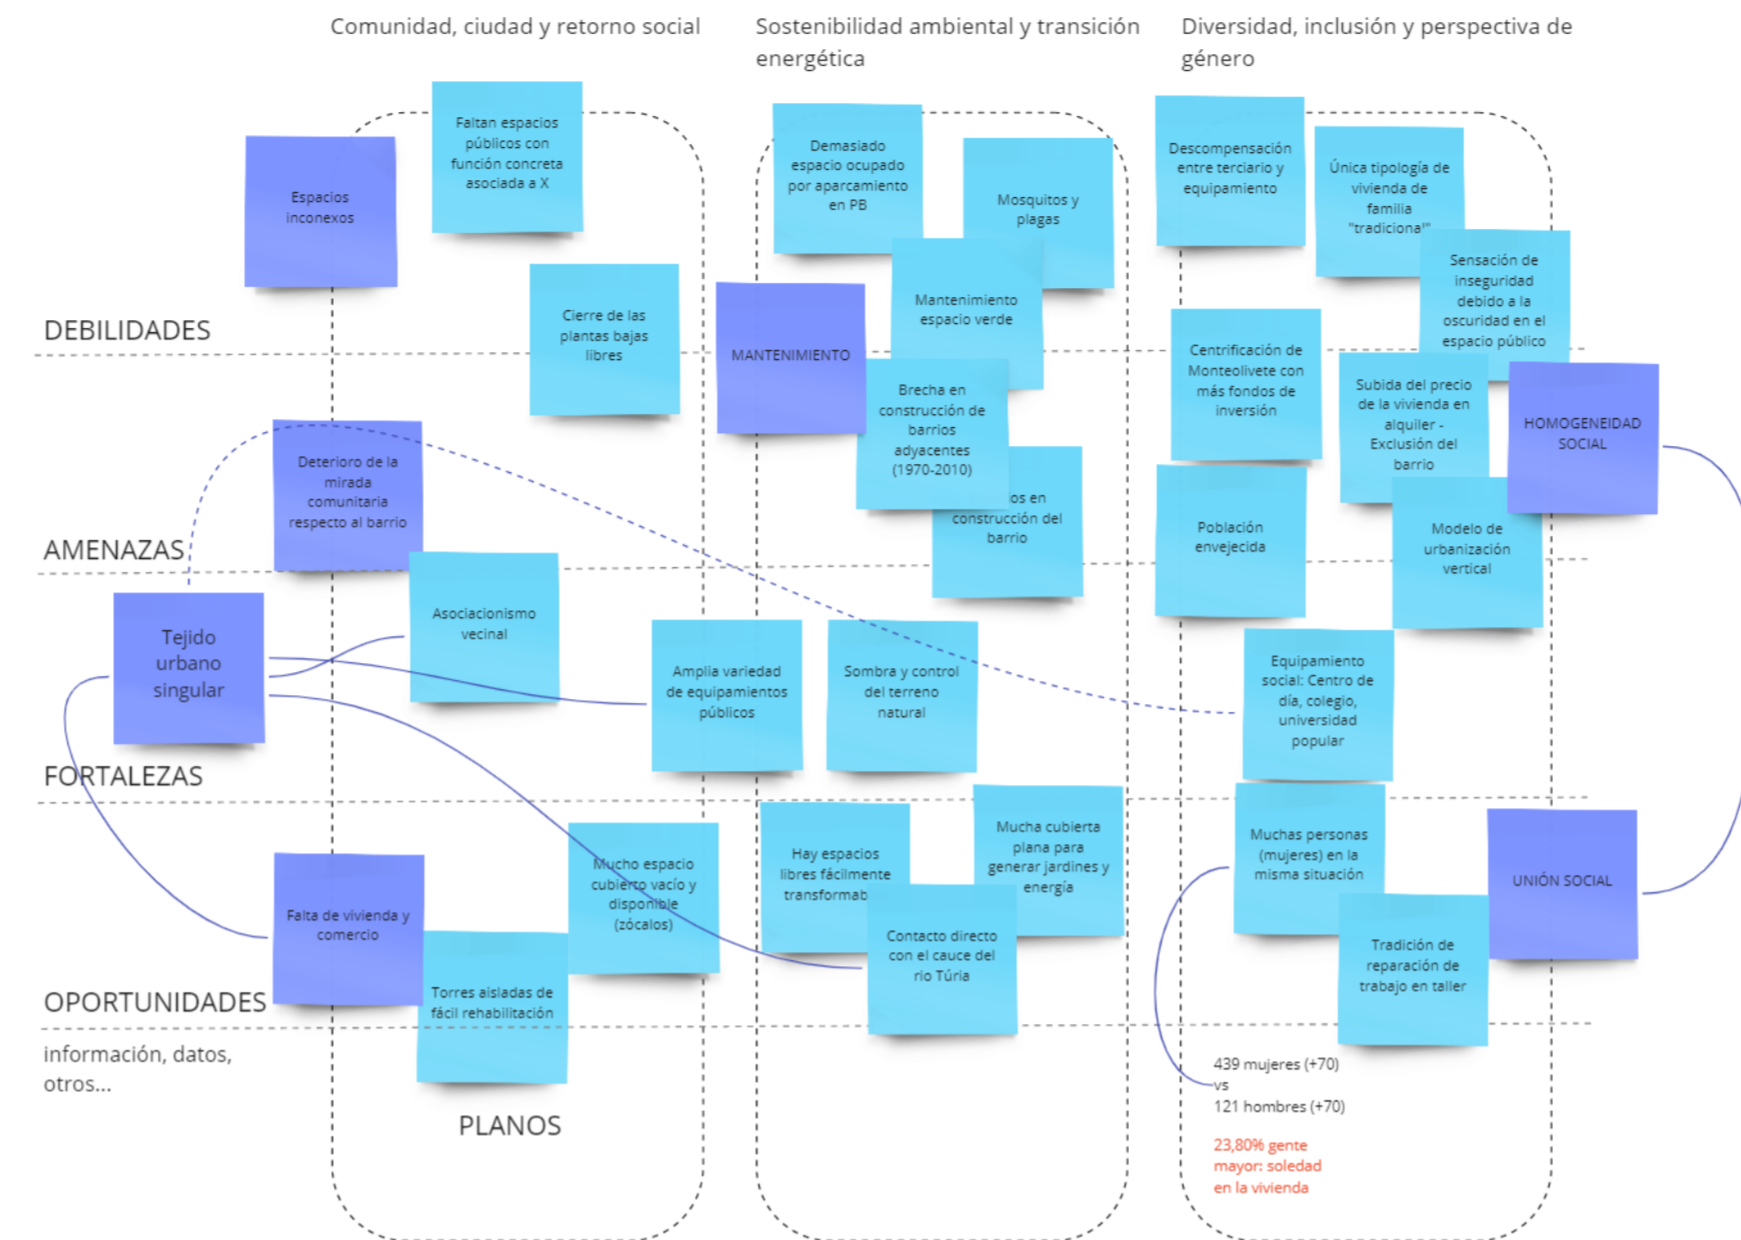 Comunidad, ciudad y retorno social
Sostenibilidad ambiental y transición
energética
Diversidad, inclusión y perspectiva de
género
DEBILIDADES
Espacios
inconexos
Faltan espacios
públicos con
función concreta
asociada a X
Cierre de las
plantas bajas
libres
Demasiado
espacio ocupado
por aparcamiento
en PB
Mosquitos y
plagas
Mantenimiento
espacio verde
MANTENIMIENTO
Descompensación
entre terciario y
equipamiento
Única tipología de
vivienda de
familia
"tradicional"
Sensación de
inseguridad
debido a la
oscuridad en el
espacio público
AMENAZAS
Deterioro de la
mirada
comunitaria
respecto al barrio
Brecha en
construcción de
barrios
adyacentes
(1970-2010)
os en
construcción del
barrio
Centrificación de
Monteolivete con
más fondos de
inversión
Subida del precio
de la vivienda en
alquiler -
Exclusión del
barrio
HOMOGENEIDAD
SOCIAL
Población
envejecida
Modelo de
urbanización
vertical
FORTALEZAS
Tejido
urbano
singular
Asociacionismo
vecinal
Amplia variedad
de equipamientos
públicos
Sombra y control
del terreno
natural
Equipamiento
social: Centro de
día, colegio,
universidad
popular
OPORTUNIDADES
Falta de vivienda y
comercio
Mucho espacio
cubierto vacío y
disponible
(zócalos)
Torres aisladas de
fácil rehabilitación
Hay espacios
libres fácilmente
transformab
Mucha cubierta
plana para
generar jardines y
energía
Contacto directo
con el cauce del
rio Túria
Muchas personas
(mujeres) en la
misma situación
UNIÓN SOCIAL
Tradición de
reparación de
trabajo en taller
información, datos,
otros...
PLANOS
439 mujeres (+70)
vs
121 hombres (+70)
23,80% gente
mayor: soledad
en la vivienda